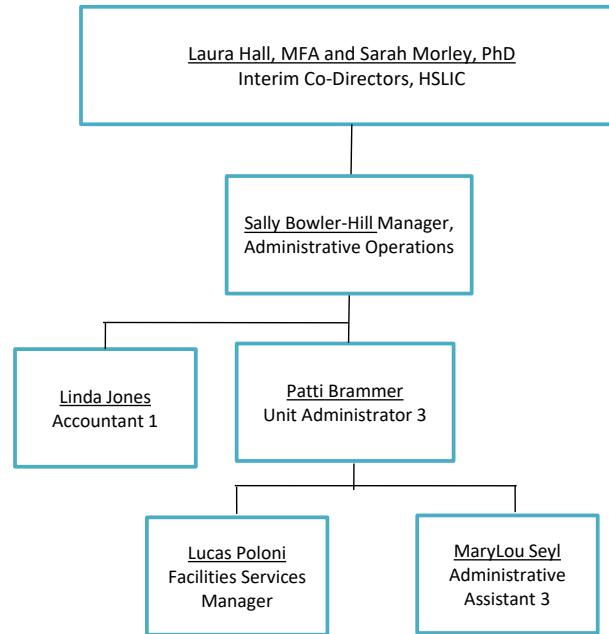 Laura Hall, MFA and Sarah Morley, PhD
Interim Co-Directors, HSLIC
Sally Bowler-Hill Manager,
Administrative Operations
Linda Jones
Accountant 1
Patti Brammer
Unit Administrator 3
Lucas Poloni
Facilities Services
Manager
MaryLou Seyl
Administrative
Assistant 3